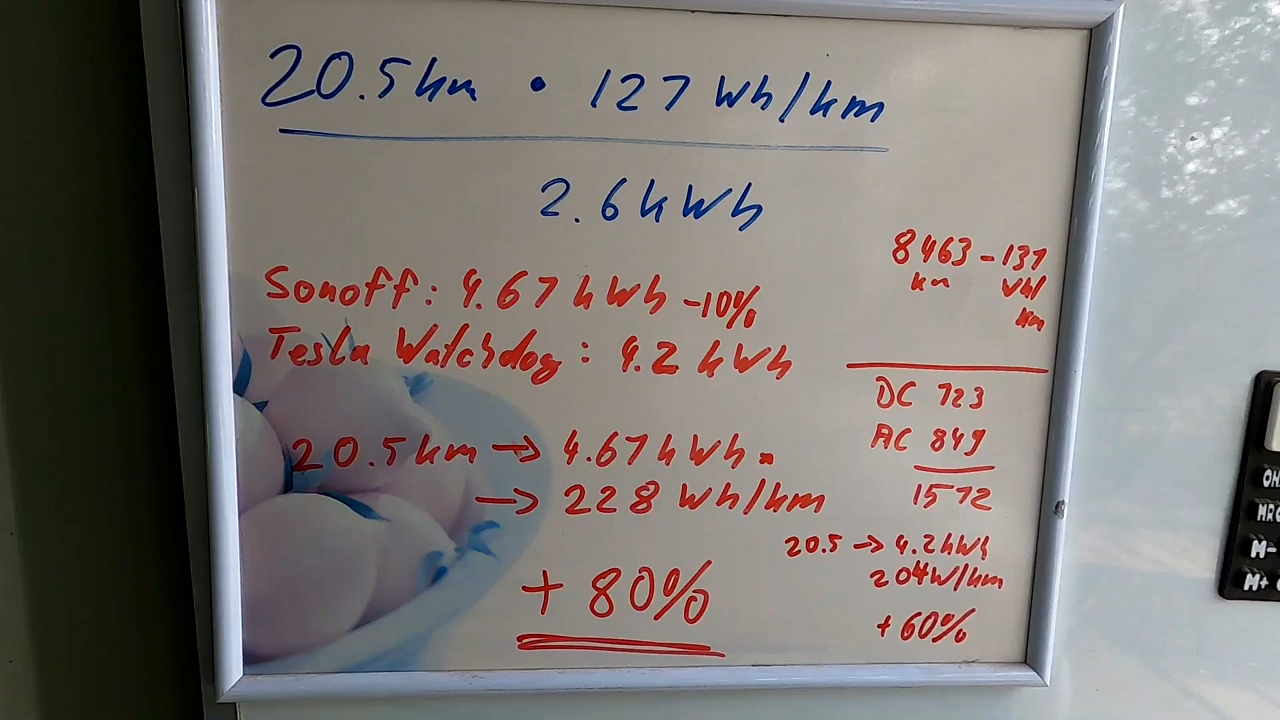 20.5km • 127 Wh/km
2.6kWh
8463 - 137
km Wh/
km
Sonoff: 4.67 kWh -10%
Tesla Watchdog: 4.2 kWh
DC 723
AC 849
1572
20.5km → 4.67kWh.
→ 228 Wh/km
20.5 → 4.2kWh
204W/km
+ 80%
+ 60%
M-
M+